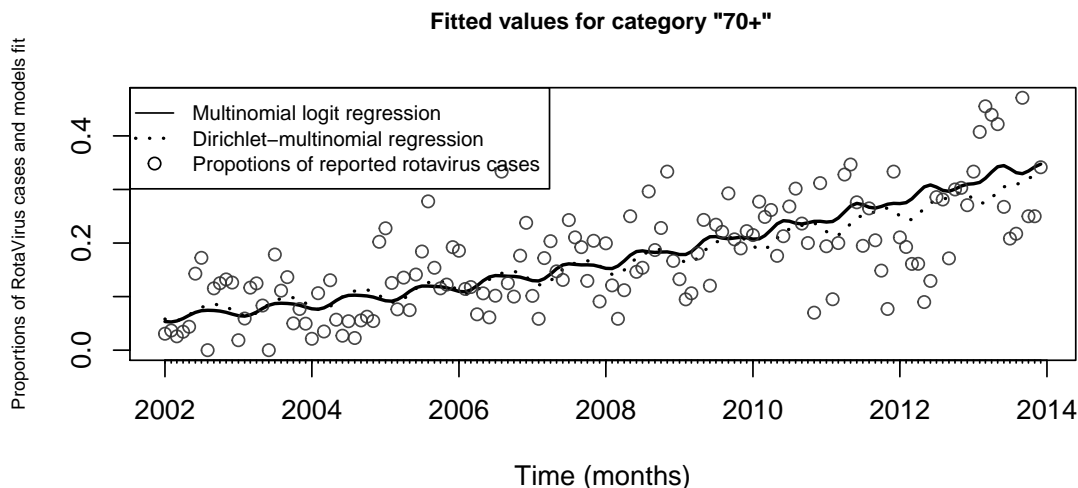 Fitted values for category "70+"
Proportions of RotaVirus cases and models fit
Multinomial logit regression
Dirichlet−multinomial regression
Propotions of reported rotavirus cases
0.4
0.2
0.0
2002 2004 2006 2008 2010 2012 2014
Time (months)